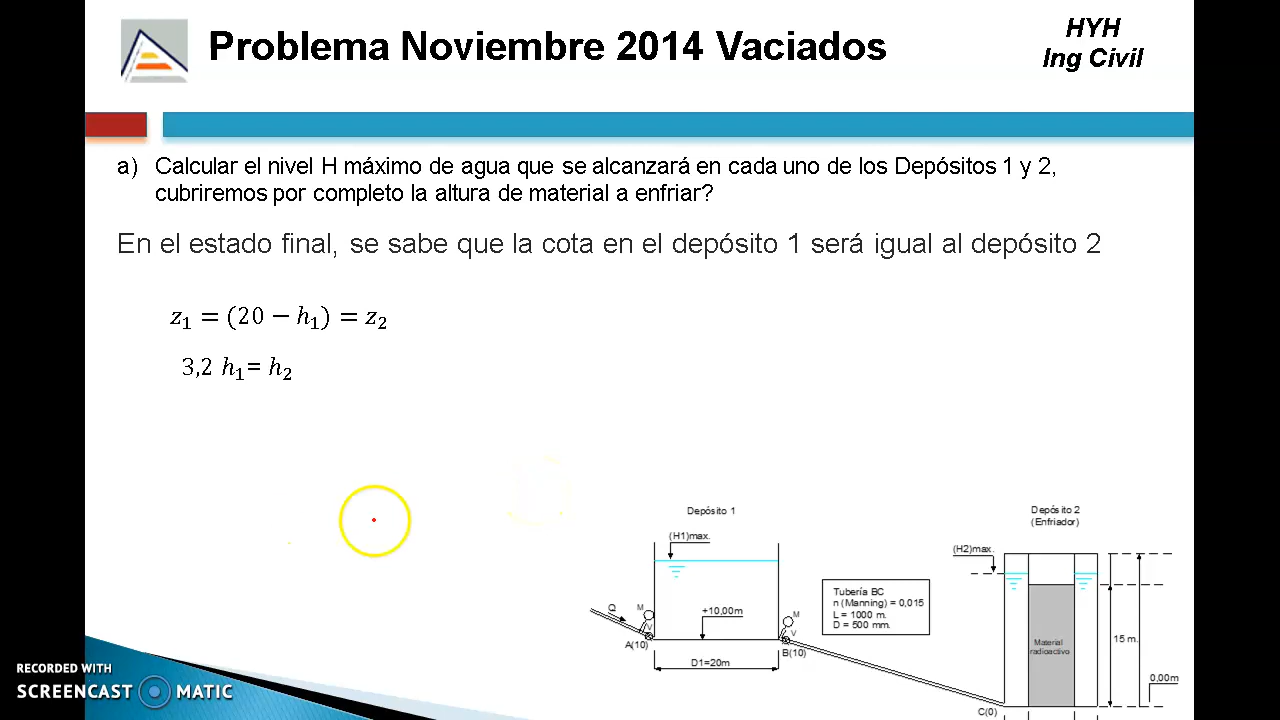 Problema Noviembre 2014 Vaciados
HYH
Ing Civil
a) Calcular el nivel H máximo de agua que se alcanzará en cada uno de los Depósitos 1 y 2,
cubriremos por completo la altura de material a enfriar?
En el estado final, se sabe que la cota en el depósito 1 será igual al depósito 2
z₁ = (20 − h₁) = z₂
3,2 h₁= h₂
Depósito 1
(H1)max.
Q
M
V
A(10)
+10,00m
D1=20m
M
V
B(10)
Tubería BC
n (Manning) = 0,015
L = 1000 m.
D = 500 mm.
Depósito 2
(Enfriador)
(H2)max.
Material
radioactivo
15 m.
0,00m
C(0)
RECORDED WITH
SCREENCAST MATIC